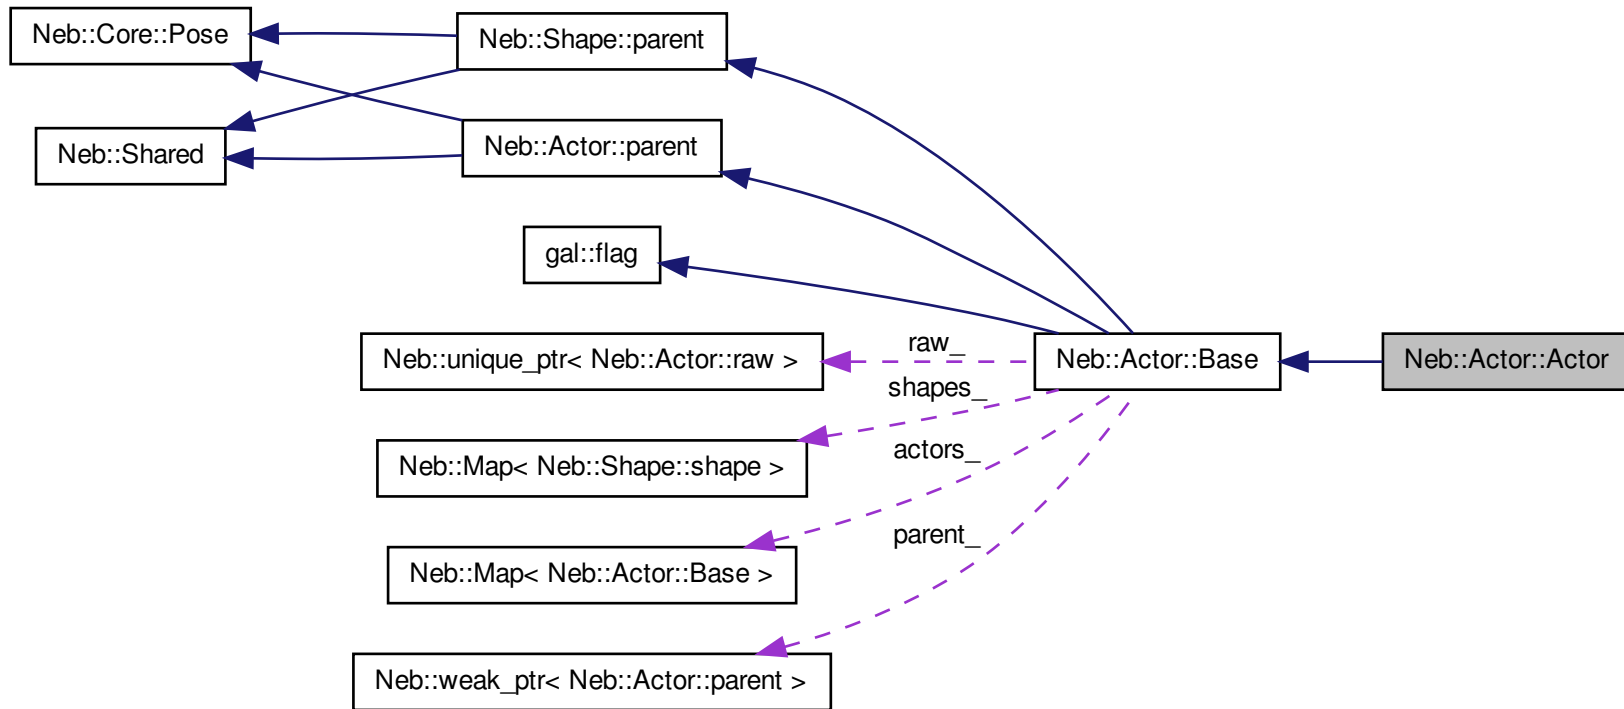 Neb::Core::Pose
Neb::Shape::parent
Neb::Shared
Neb::Actor::parent
gal::flag
Neb::unique_ptr< Neb::Actor::raw >
raw_
Neb::Actor::Base
Neb::Actor::Actor
shapes_
Neb::Map< Neb::Shape::shape >
actors_
Neb::Map< Neb::Actor::Base >
parent_
Neb::weak_ptr< Neb::Actor::parent >